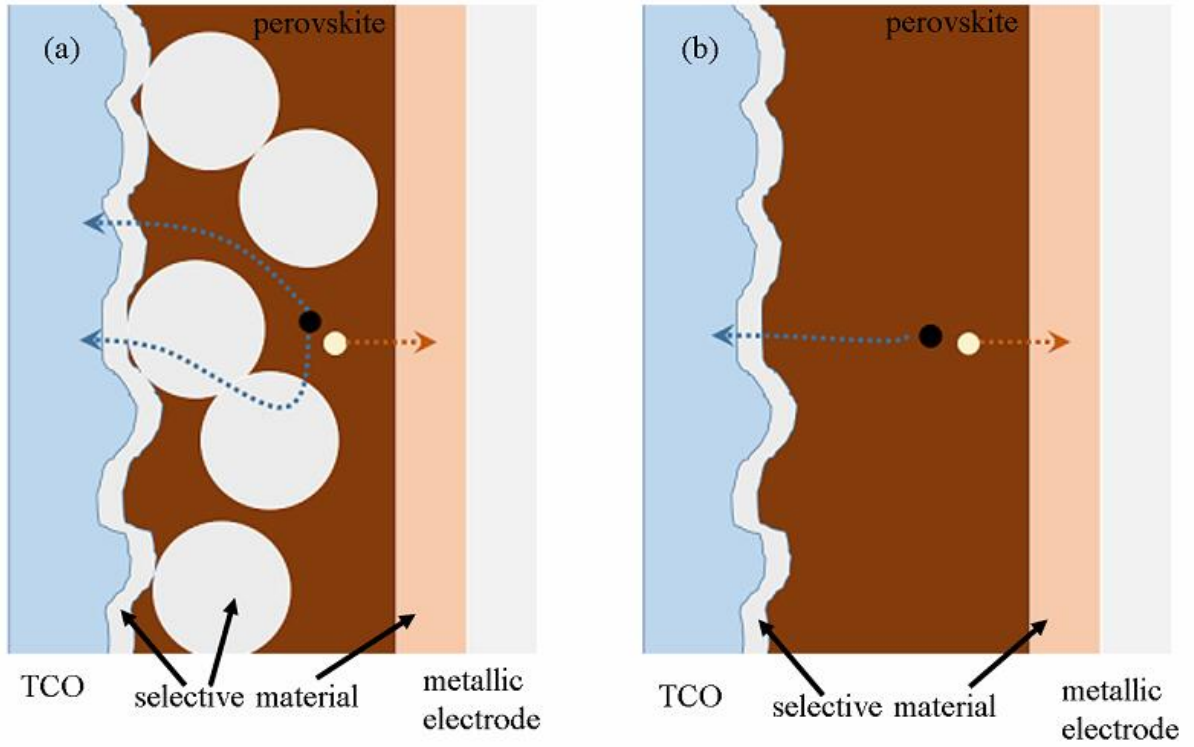 (a)
perovskite
TCO
selective material
metallic
electrode
(b)
perovskite
TCO
selective material
metallic
electrode